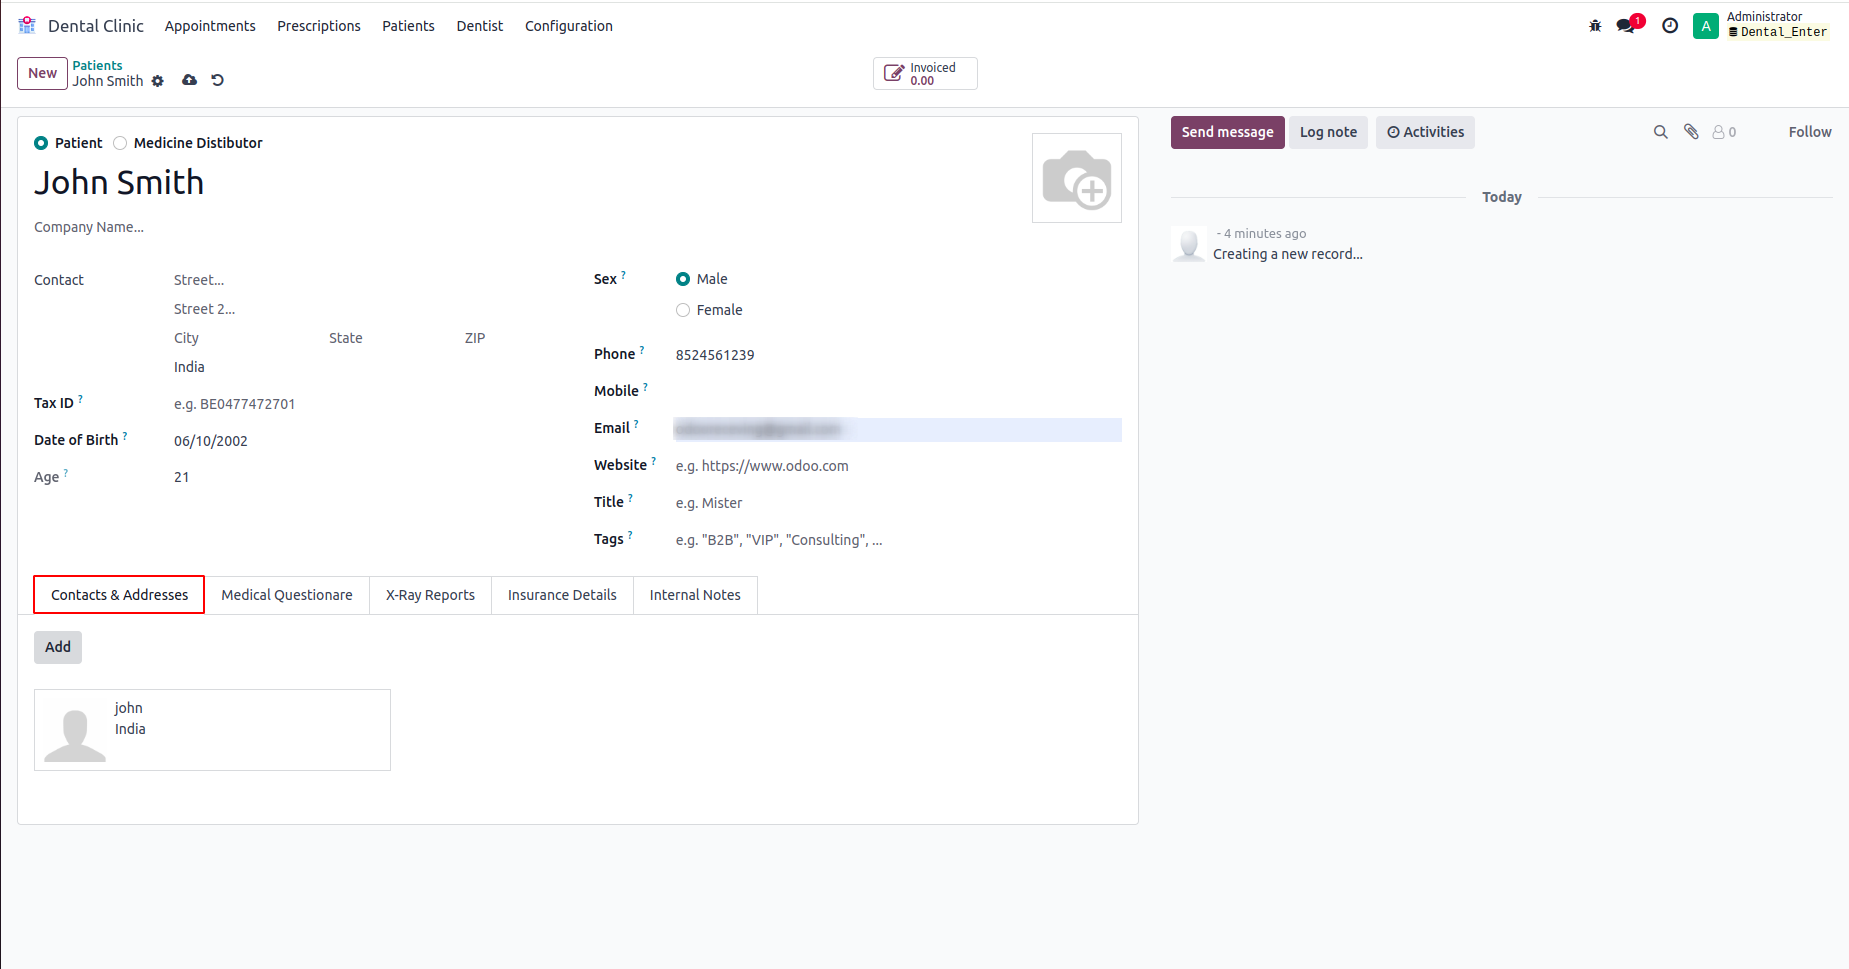 Dental Clinic Appointments Prescriptions Patients Dentist Configuration 1 A Administrator
Dental_Enter
New Patients
John Smith
Invoiced
0.00
Patient Medicine Distibutor
John Smith
Company Name...
Contact Street...
Street 2...
City State ZIP
India
Tax ID ? e.g. BE0477472701
Date of Birth ? 06/10/2002
Age ? 21
Sex ? Male
Female
Phone ? 8524561239
Mobile ?
Email ?
Website ? e.g. https://www.odoo.com
Title ? e.g. Mister
Tags ? e.g. "B2B", "VIP", "Consulting", ...
Contacts & Addresses Medical Questionare X-Ray Reports Insurance Details Internal Notes
Add
john
India
Send message Log note Activities 0 Follow
Today
- 4 minutes ago
Creating a new record...